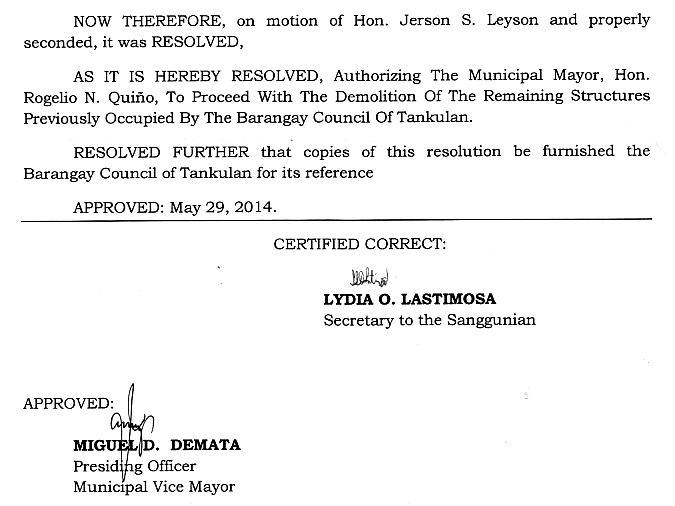 NOW THEREFORE, on motion of Hon. Jerson S. Leyson and properly
seconded, it was RESOLVED,
AS IT IS HEREBY RESOLVED, Authorizing The Municipal Mayor, Hon.
Rogelio N. Quiño, To Proceed With The Demolition Of The Remaining Structures
Previously Occupied By The Barangay Council Of Tankulan.
RESOLVED FURTHER that copies of this resolution be furnished the
Barangay Council of Tankulan for its reference
APPROVED: May 29, 2014.
CERTIFIED CORRECT:
LYDIA O. LASTIMOSA
Secretary to the Sanggunian
APPROVED:
MIGUEL D. DEMATA
Presiding Officer
Municipal Vice Mayor